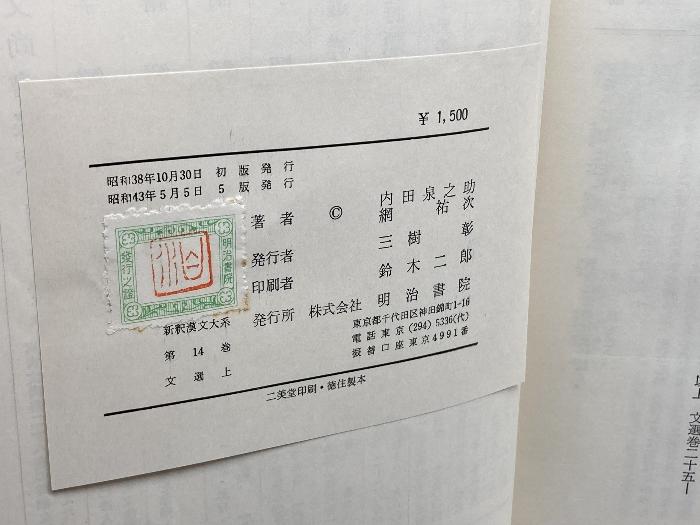 ¥ 1,500
昭和38年10月30日 初版発行
昭和43年5月5日 5版発行
著者 © 内田泉之助
網祐次
発行者 三樹彰
印刷者 鈴木二郎
発行所 株式会社 明治書院
東京都千代田区神田錦町1-16
電話東京(294)5336(代)
振替口座東京4991番
明治書院
發行之證
新釈漢文大系
第14巻
文選上
二美堂印刷・徳住製本
文選巻二十五